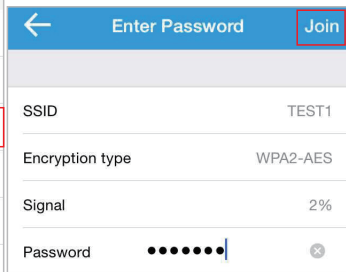 Enter Password Join
SSID TEST1
Encryption type WPA2-AES
Signal 2%
Password •••••••